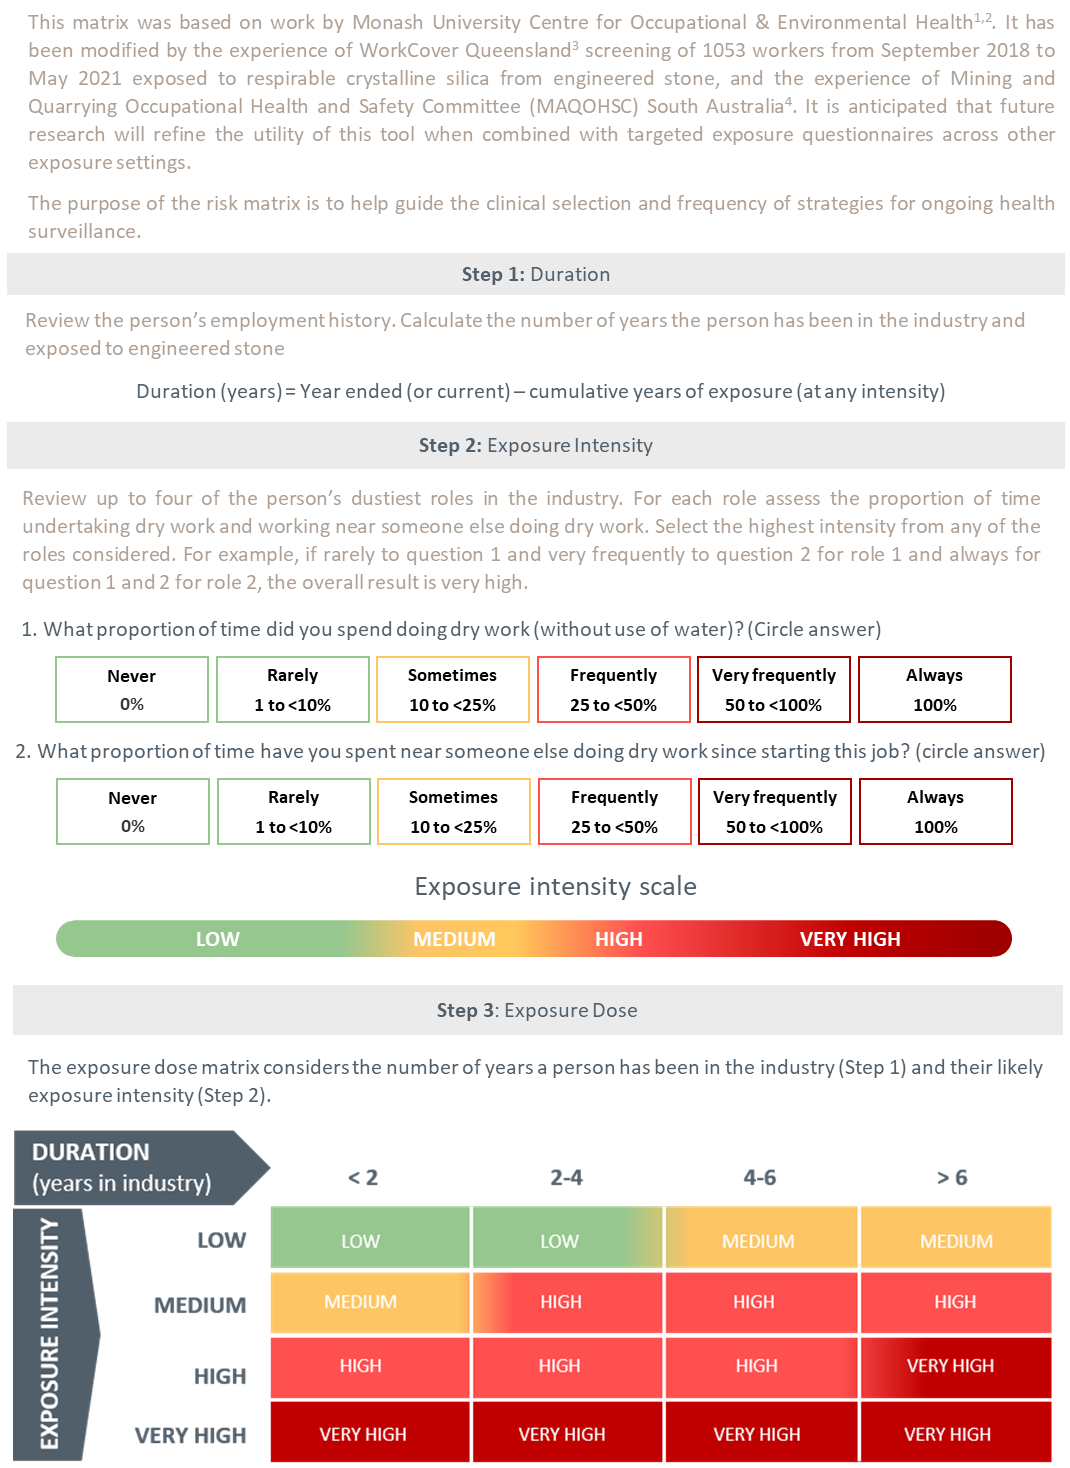 This matrix was based on work by Monash University Centre for Occupational & Environmental Health1,2. It has
been modified by the experience of WorkCover Queensland3 screening of 1053 workers from September 2018 to
May 2021 exposed to respirable crystalline silica from engineered stone, and the experience of Mining and
Quarrying Occupational Health and Safety Committee (MAQOHSC) South Australia4. It is anticipated that future
research will refine the utility of this tool when combined with targeted exposure questionnaires across other
exposure settings.
The purpose of the risk matrix is to help guide the clinical selection and frequency of strategies for ongoing health
surveillance.
Step 1: Duration
Review the person's employment history. Calculate the number of years the person has been in the industry and
exposed to engineered stone
Duration (years) = Year ended (or current) – cumulative years of exposure (at any intensity)
Step 2: Exposure Intensity
Review up to four of the person's dustiest roles in the industry. For each role assess the proportion of time
undertaking dry work and working near someone else doing dry work. Select the highest intensity from any of the
roles considered. For example, if rarely to question 1 and very frequently to question 2 for role 1 and always for
question 1 and 2 for role 2, the overall result is very high.
1. What proportion of time did you spend doing dry work (without use of water)? (Circle answer)
Never Rarely Sometimes Frequently Very frequently Always
0% 1 to <10% 10 to <25% 25 to <50% 50 to <100% 100%
2. What proportion of time have you spent near someone else doing dry work since starting this job? (circle answer)
Never Rarely Sometimes Frequently Very frequently Always
0% 1 to <10% 10 to <25% 25 to <50% 50 to <100% 100%
Exposure intensity scale
LOW MEDIUM HIGH VERY HIGH
Step 3: Exposure Dose
The exposure dose matrix considers the number of years a person has been in the industry (Step 1) and their likely
exposure intensity (Step 2).
DURATION
(years in industry) < 2 2-4 4-6 > 6
EXPOSURE INTENSITY
LOW LOW LOW MEDIUM MEDIUM
MEDIUM MEDIUM HIGH HIGH HIGH
HIGH HIGH HIGH HIGH VERY HIGH
VERY HIGH VERY HIGH VERY HIGH VERY HIGH VERY HIGH